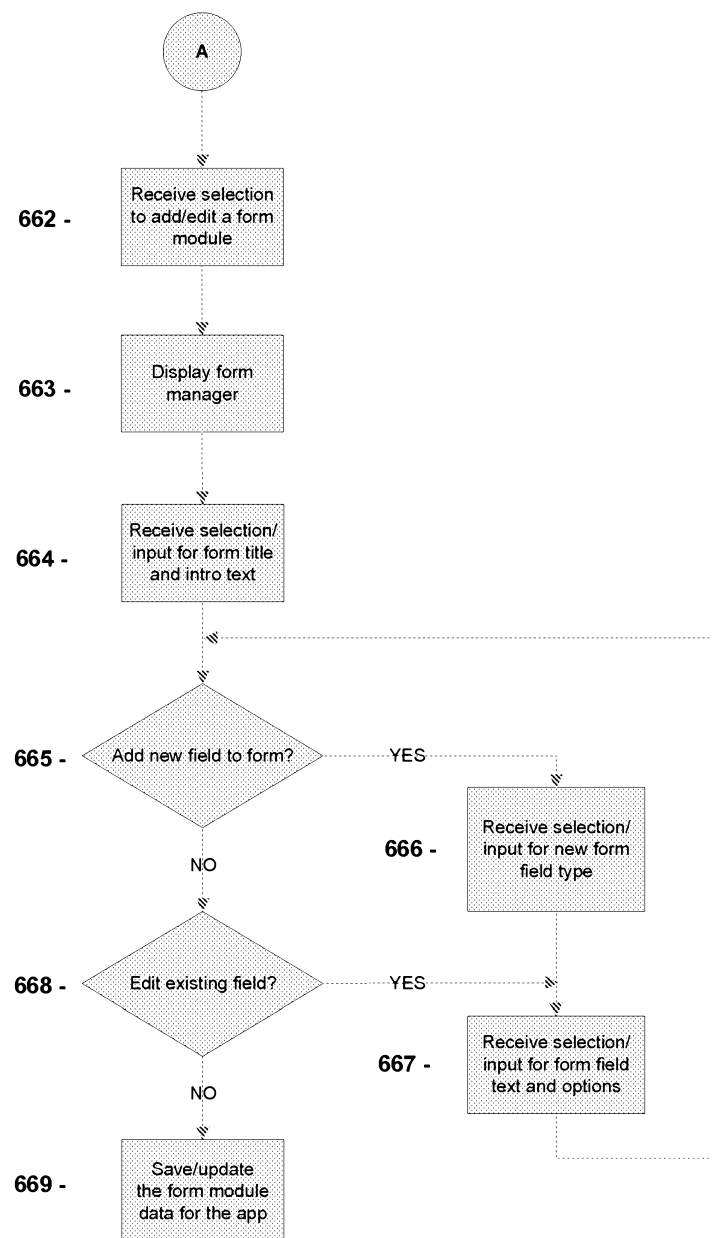 A
662 -
Receive selection
to add/edit a form
module
663 -
Display form
manager
664 -
Receive selection/
input for form title
and intro text
665 -
Add new field to form?
YES
666 -
Receive selection/
input for new form
field type
NO
668 -
Edit existing field?
YES
667 -
Receive selection/
input for form field
text and options
NO
669 -
Save/update
the form module
data for the app